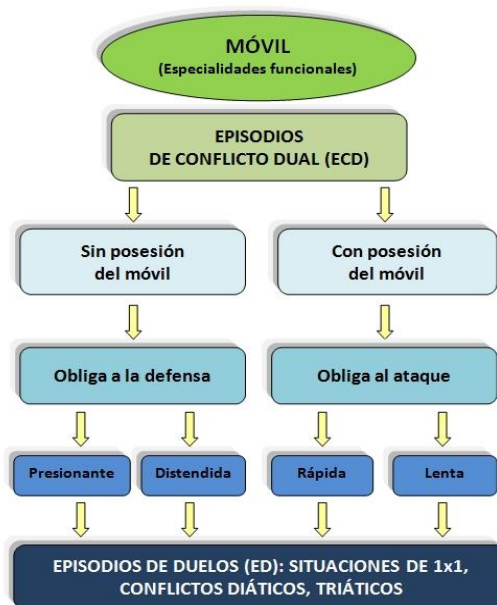 MÓVIL
(Especialidades funcionales)
EPISODIOS
DE CONFLICTO DUAL (ECD)
Sin posesión
del móvil
Con posesión
del móvil
Obliga a la defensa
Obliga al ataque
Presionante
Distendida
Rápida
Lenta
EPISODIOS DE DUELOS (ED): SITUACIONES DE 1x1,
CONFLICTOS DIÁTICOS, TRIÁTICOS